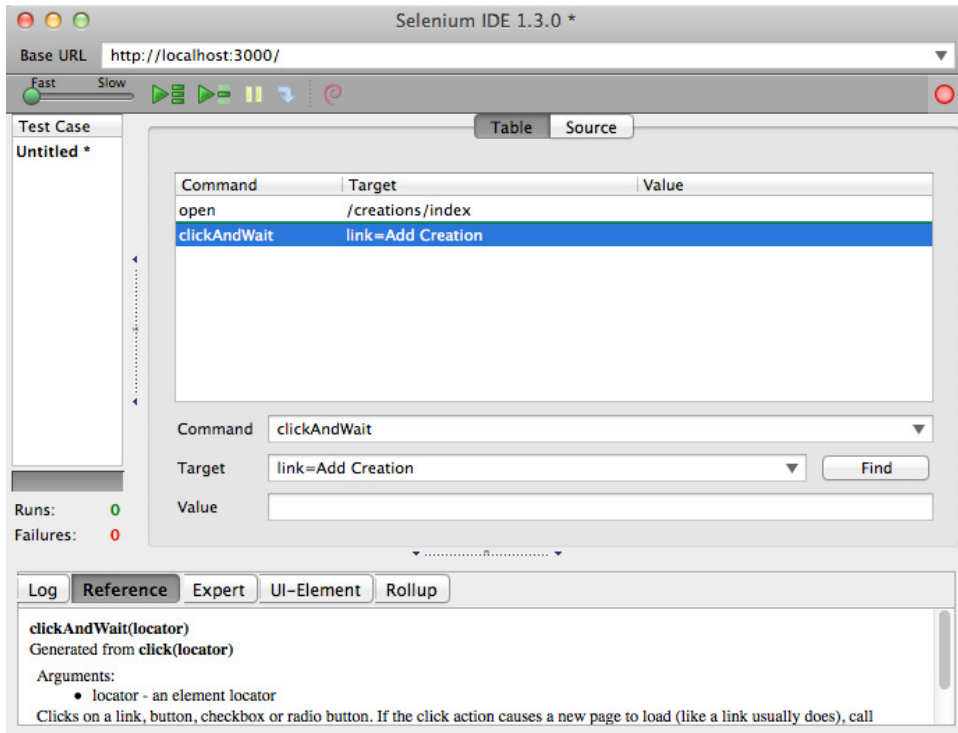 Selenium IDE 1.3.0 *
Base URL http://localhost:3000/
Fast Slow
Test Case
Untitled *
Table Source
Command Target Value
open /creations/index
clickAndWait link=Add Creation
Command clickAndWait
Target link=Add Creation Find
Value
Runs: 0
Failures: 0
Log Reference Expert UI-Element Rollup
clickAndWait(locator)
Generated from click(locator)
Arguments:
• locator - an element locator
Clicks on a link, button, checkbox or radio button. If the click action causes a new page to load (like a link usually does), call